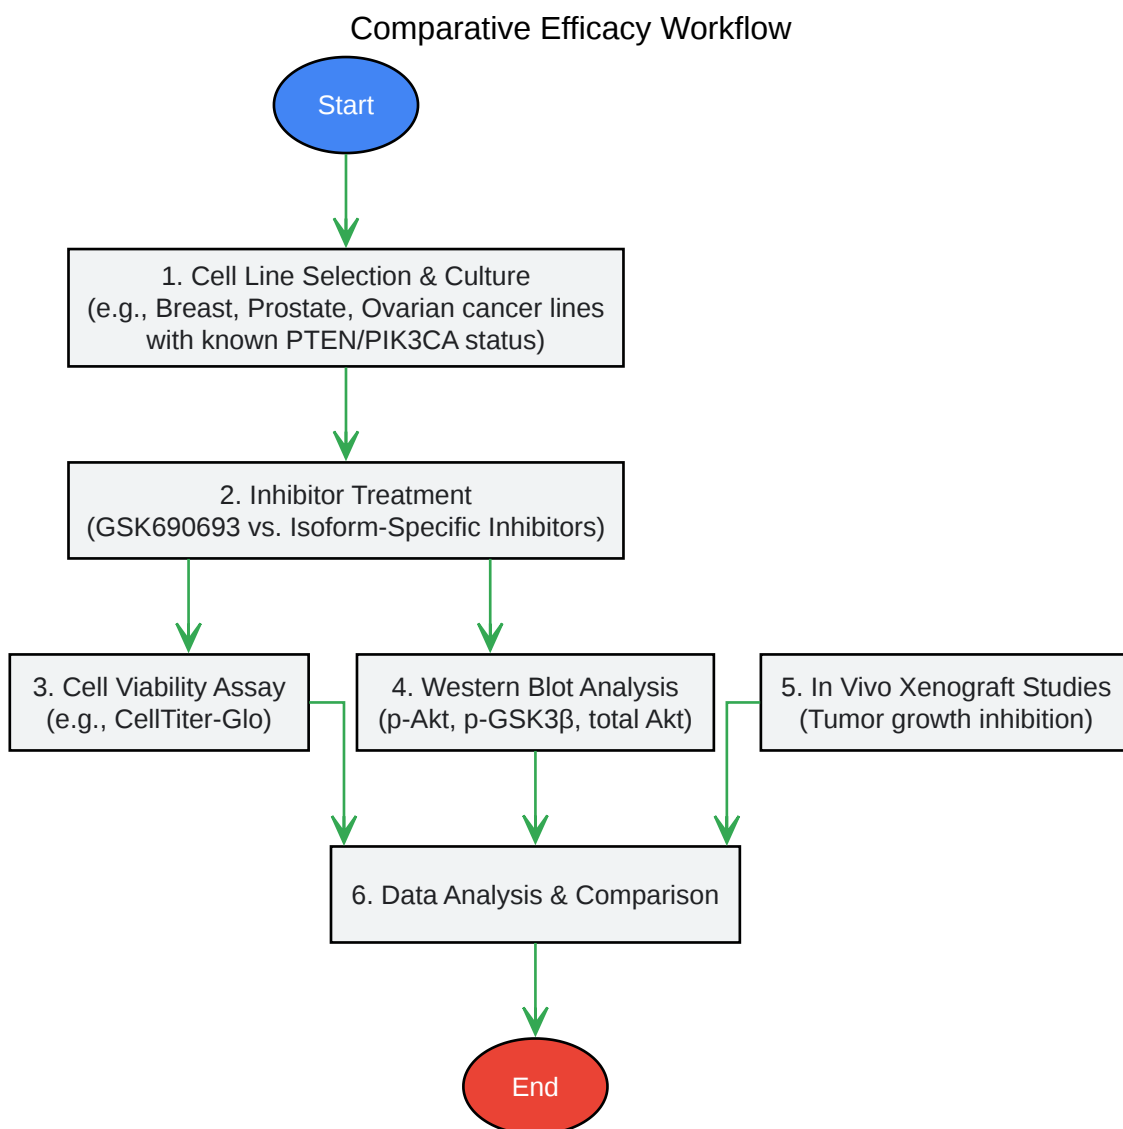 Comparative Efficacy Workflow
Start
1. Cell Line Selection & Culture
(e.g., Breast, Prostate, Ovarian cancer lines
with known PTEN/PIK3CA status)
2. Inhibitor Treatment
(GSK690693 vs. Isoform-Specific Inhibitors)
3. Cell Viability Assay
(e.g., CellTiter-Glo)
4. Western Blot Analysis
(p-Akt, p-GSK3β, total Akt)
5. In Vivo Xenograft Studies
(Tumor growth inhibition)
6. Data Analysis & Comparison
End